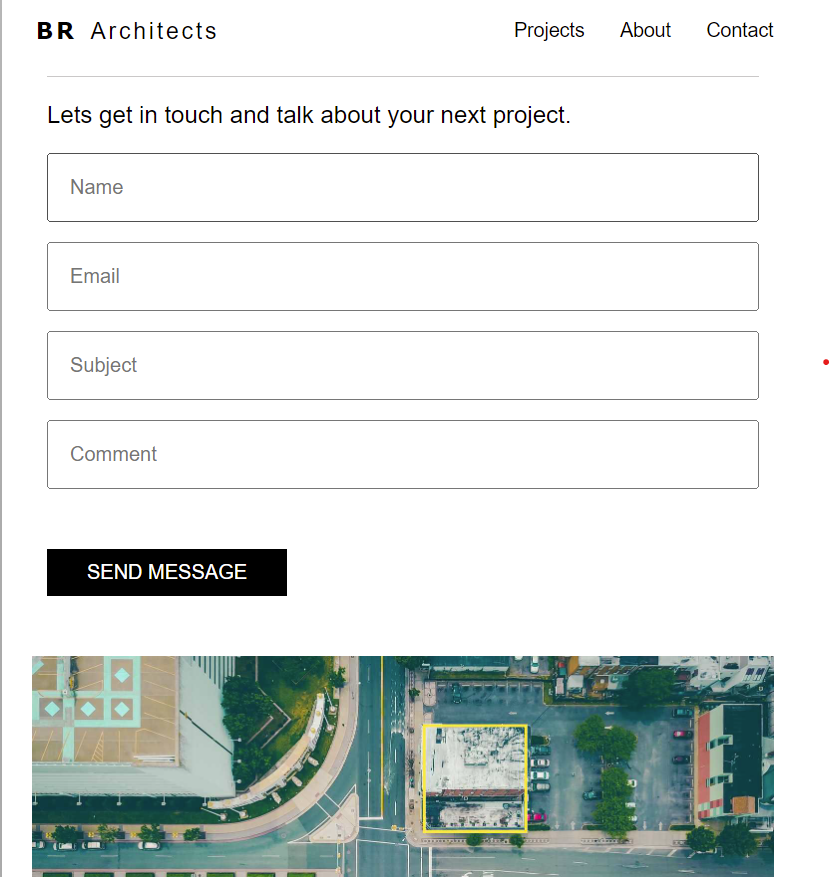 BR Architects
Projects About Contact
Lets get in touch and talk about your next project.
Name
Email
Subject
Comment
SEND MESSAGE